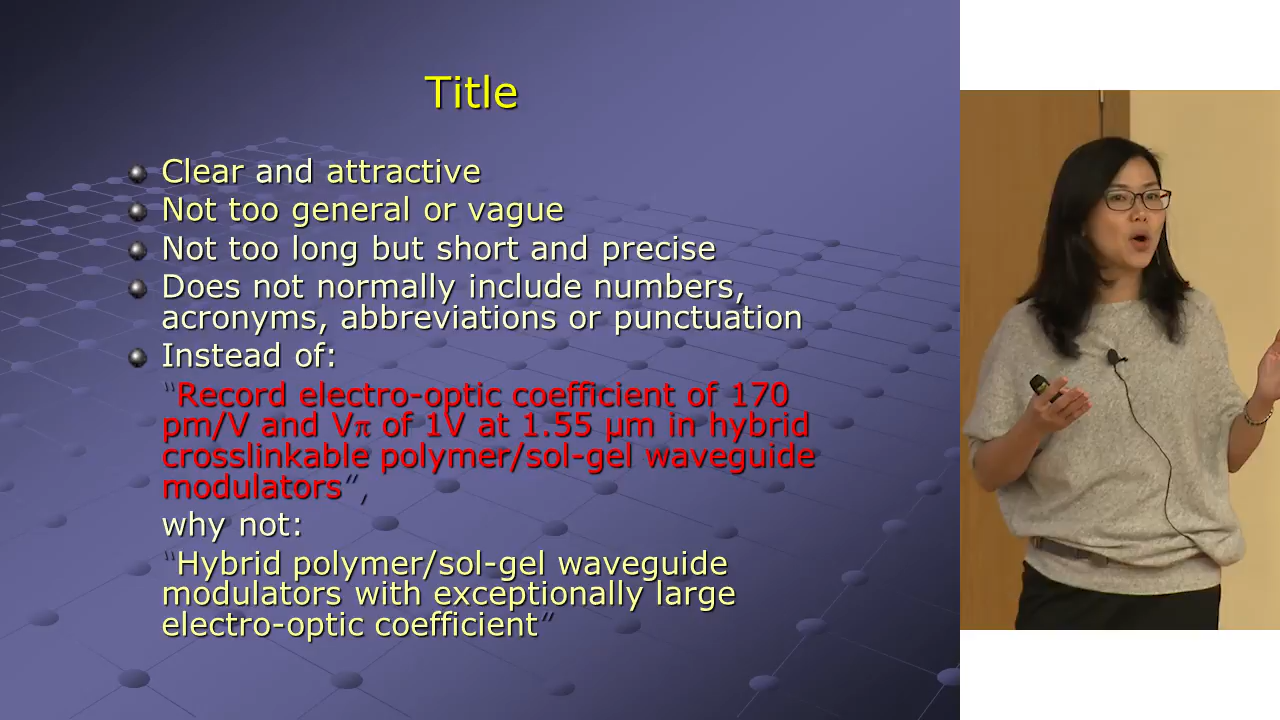 Title
Clear and attractive
Not too general or vague
Not too long but short and precise
Does not normally include numbers,
acronyms, abbreviations or punctuation
Instead of:
“Record electro-optic coefficient of 170
pm/V and Vπ of 1V at 1.55 μm in hybrid
crosslinkable polymer/sol-gel waveguide
modulators”,
why not:
“Hybrid polymer/sol-gel waveguide
modulators with exceptionally large
electro-optic coefficient”